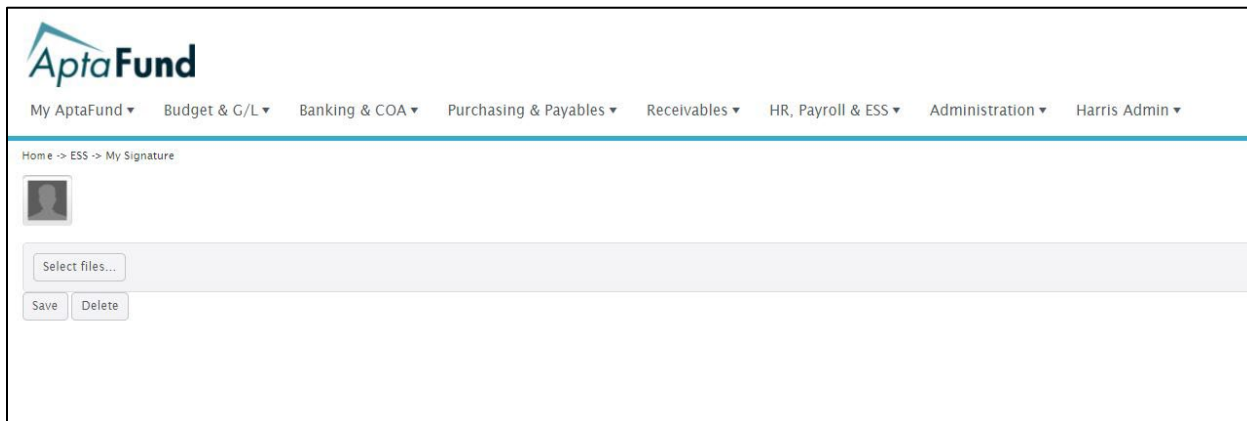 AptaFund
My AptaFund ▾ Budget & G/L ▾ Banking & COA ▾ Purchasing & Payables ▾ Receivables ▾ HR, Payroll & ESS ▾ Administration ▾ Harris Admin ▾
Home -> ESS -> My Signature
Select files...
Save Delete